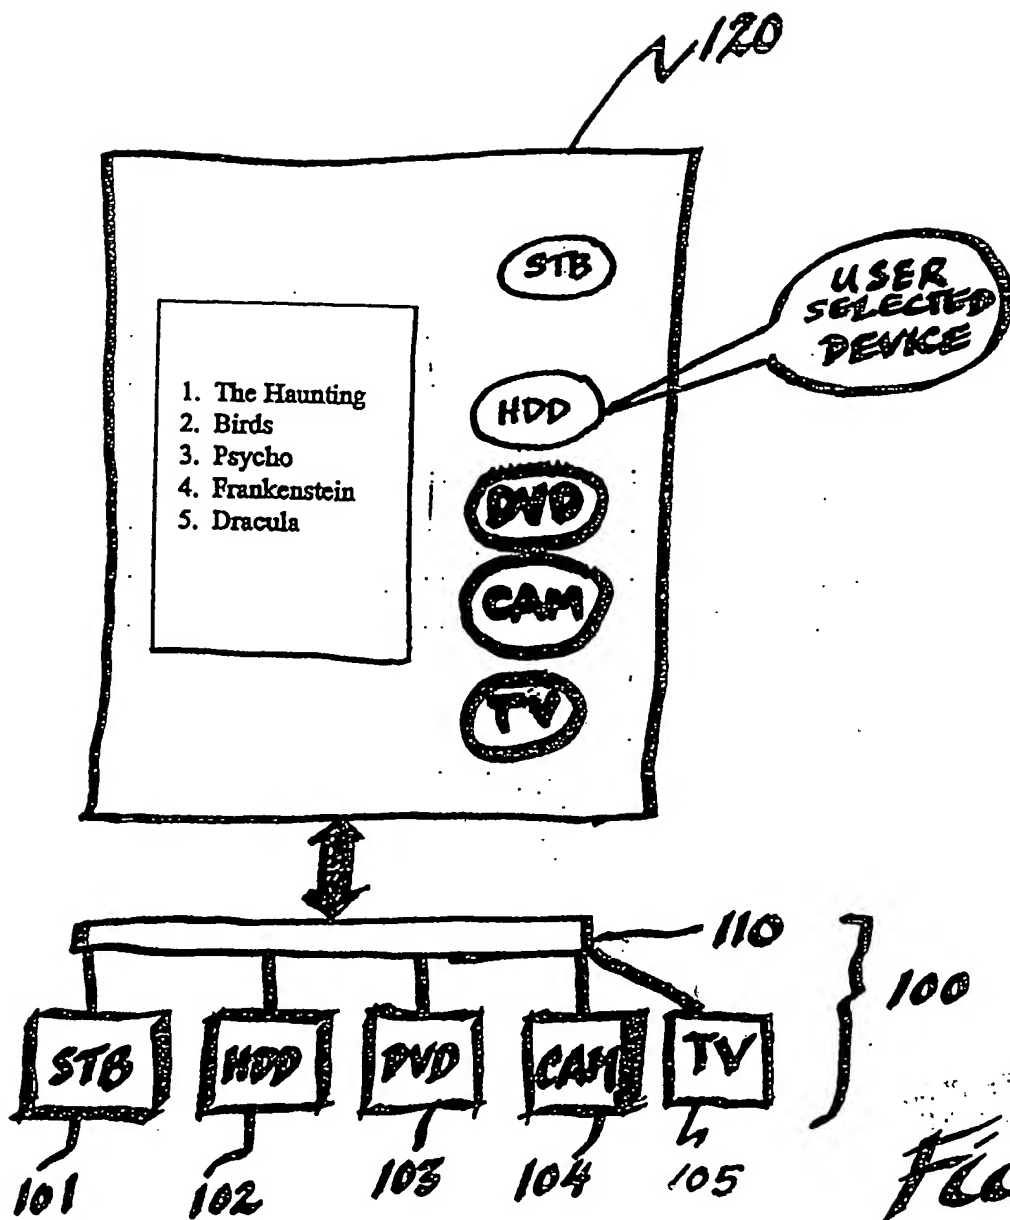 120
STB
USER
SELECTED
DEVICE
HDD
1. The Haunting
2. Birds
3. Psycho
4. Frankenstein
5. Dracula
DVD
CAM
TV
110
100
STB
HDD
DVD
CAM
TV
101
102
103
104
105